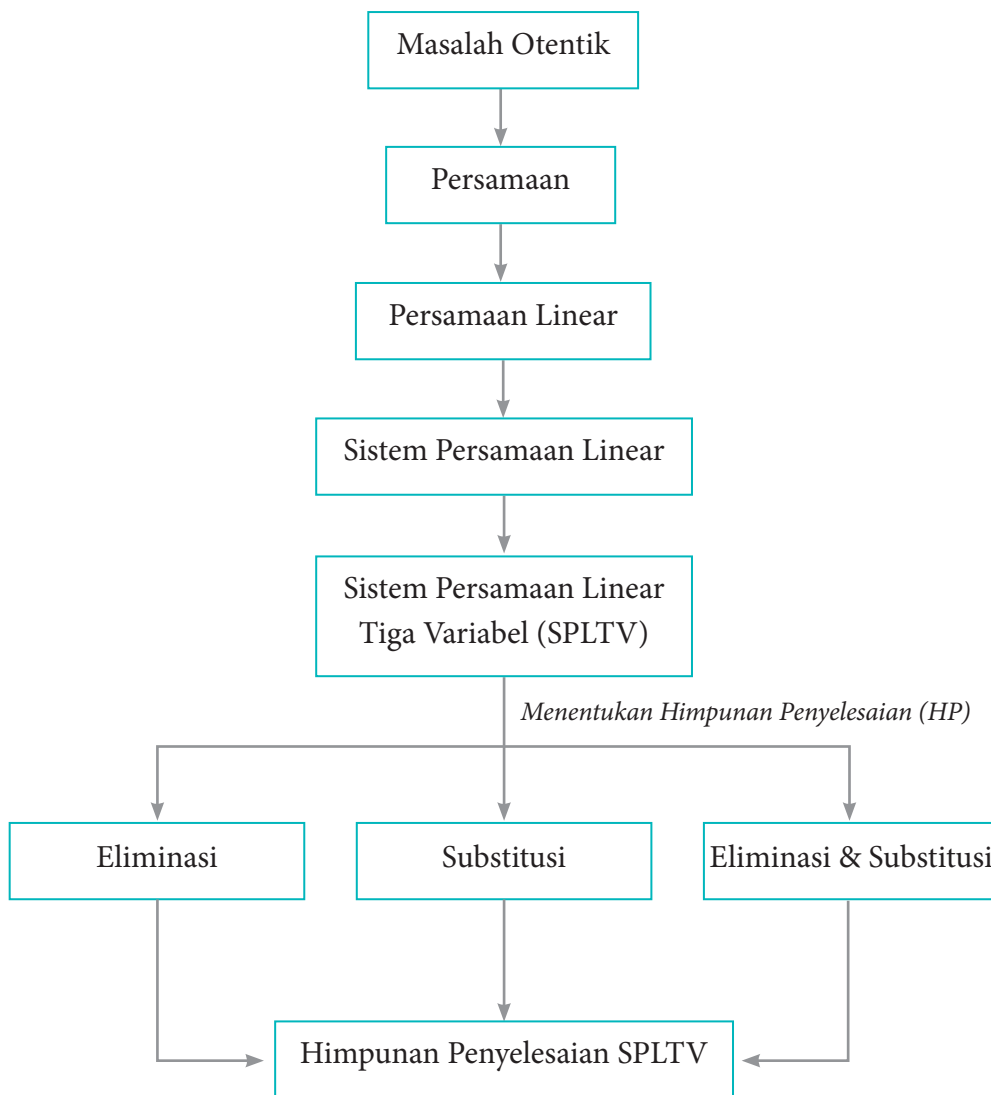 Masalah Otentik
Persamaan
Persamaan Linear
Sistem Persamaan Linear
Sistem Persamaan Linear
Tiga Variabel (SPLTV)
Menentukan Himpunan Penyelesaian (HP)
Eliminasi
Substitusi
Eliminasi & Substitusi
Himpunan Penyelesaian SPLTV